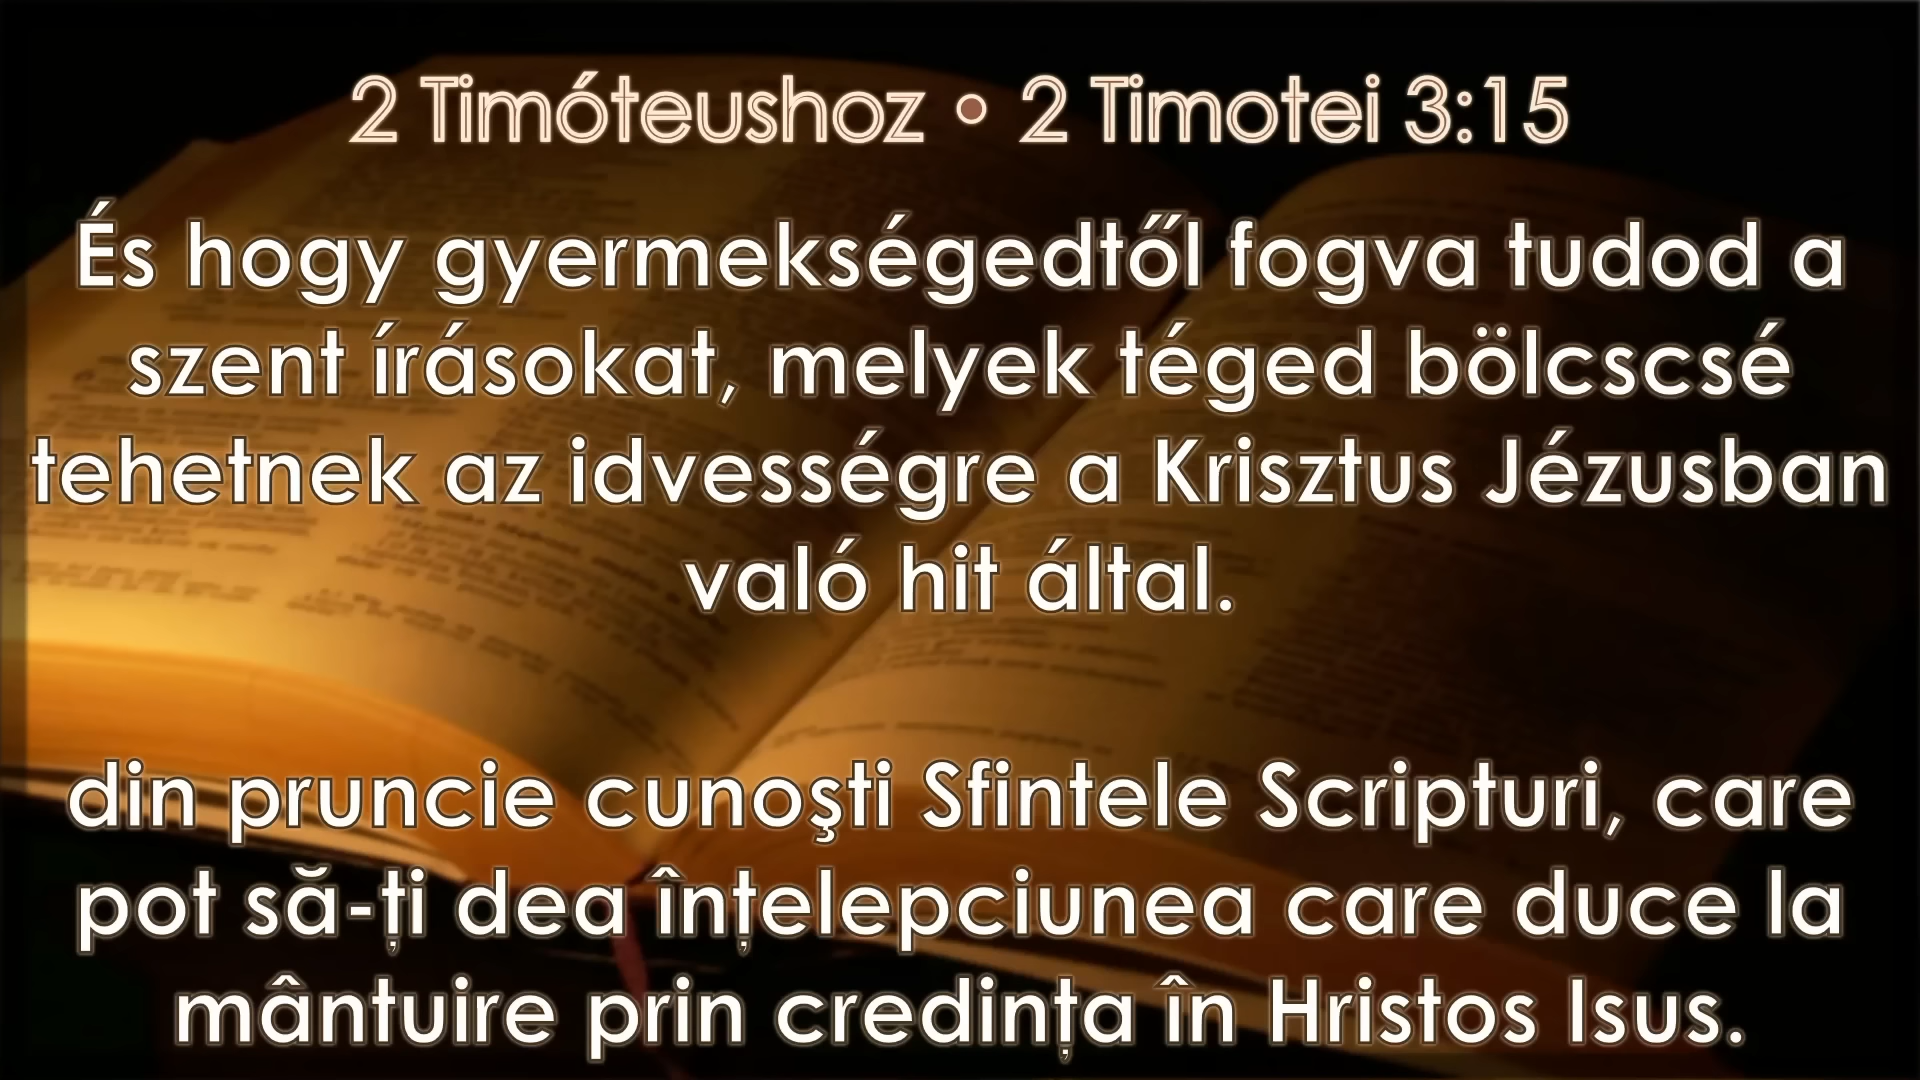 2 Timóteushoz • 2 Timotei 3:15
És hogy gyermekségedtől fogva tudod a
szent írásokat, melyek téged bölcscsé
tehetnek az idvességre a Krisztus Jézusban
való hit által.
din pruncie cunoşti Sfintele Scripturi, care
pot să-ți dea înțelepciunea care duce la
mântuire prin credința în Hristos Isus.